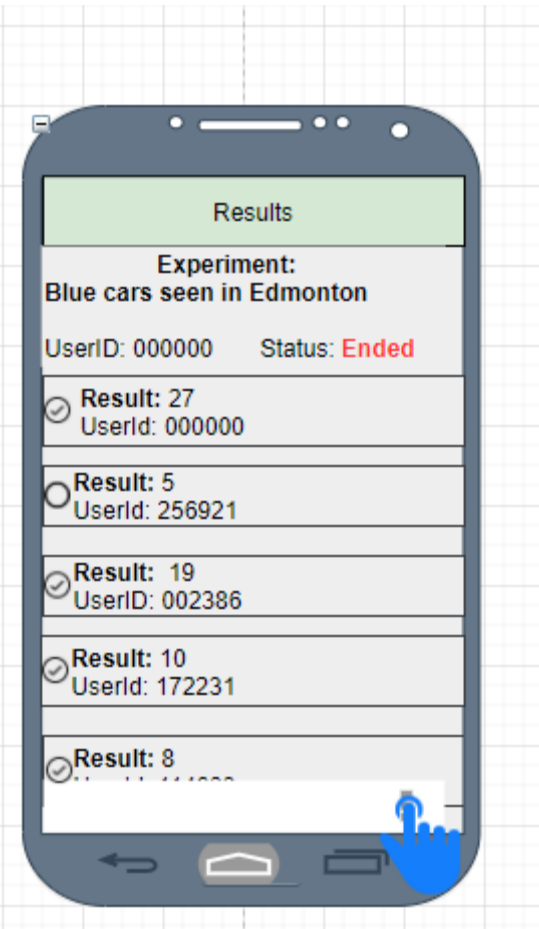 Results
Experiment:
Blue cars seen in Edmonton
UserID: 000000 Status: Ended
Result: 27
UserId: 000000
Result: 5
UserId: 256921
Result: 19
UserID: 002386
Result: 10
UserId: 172231
Result: 8